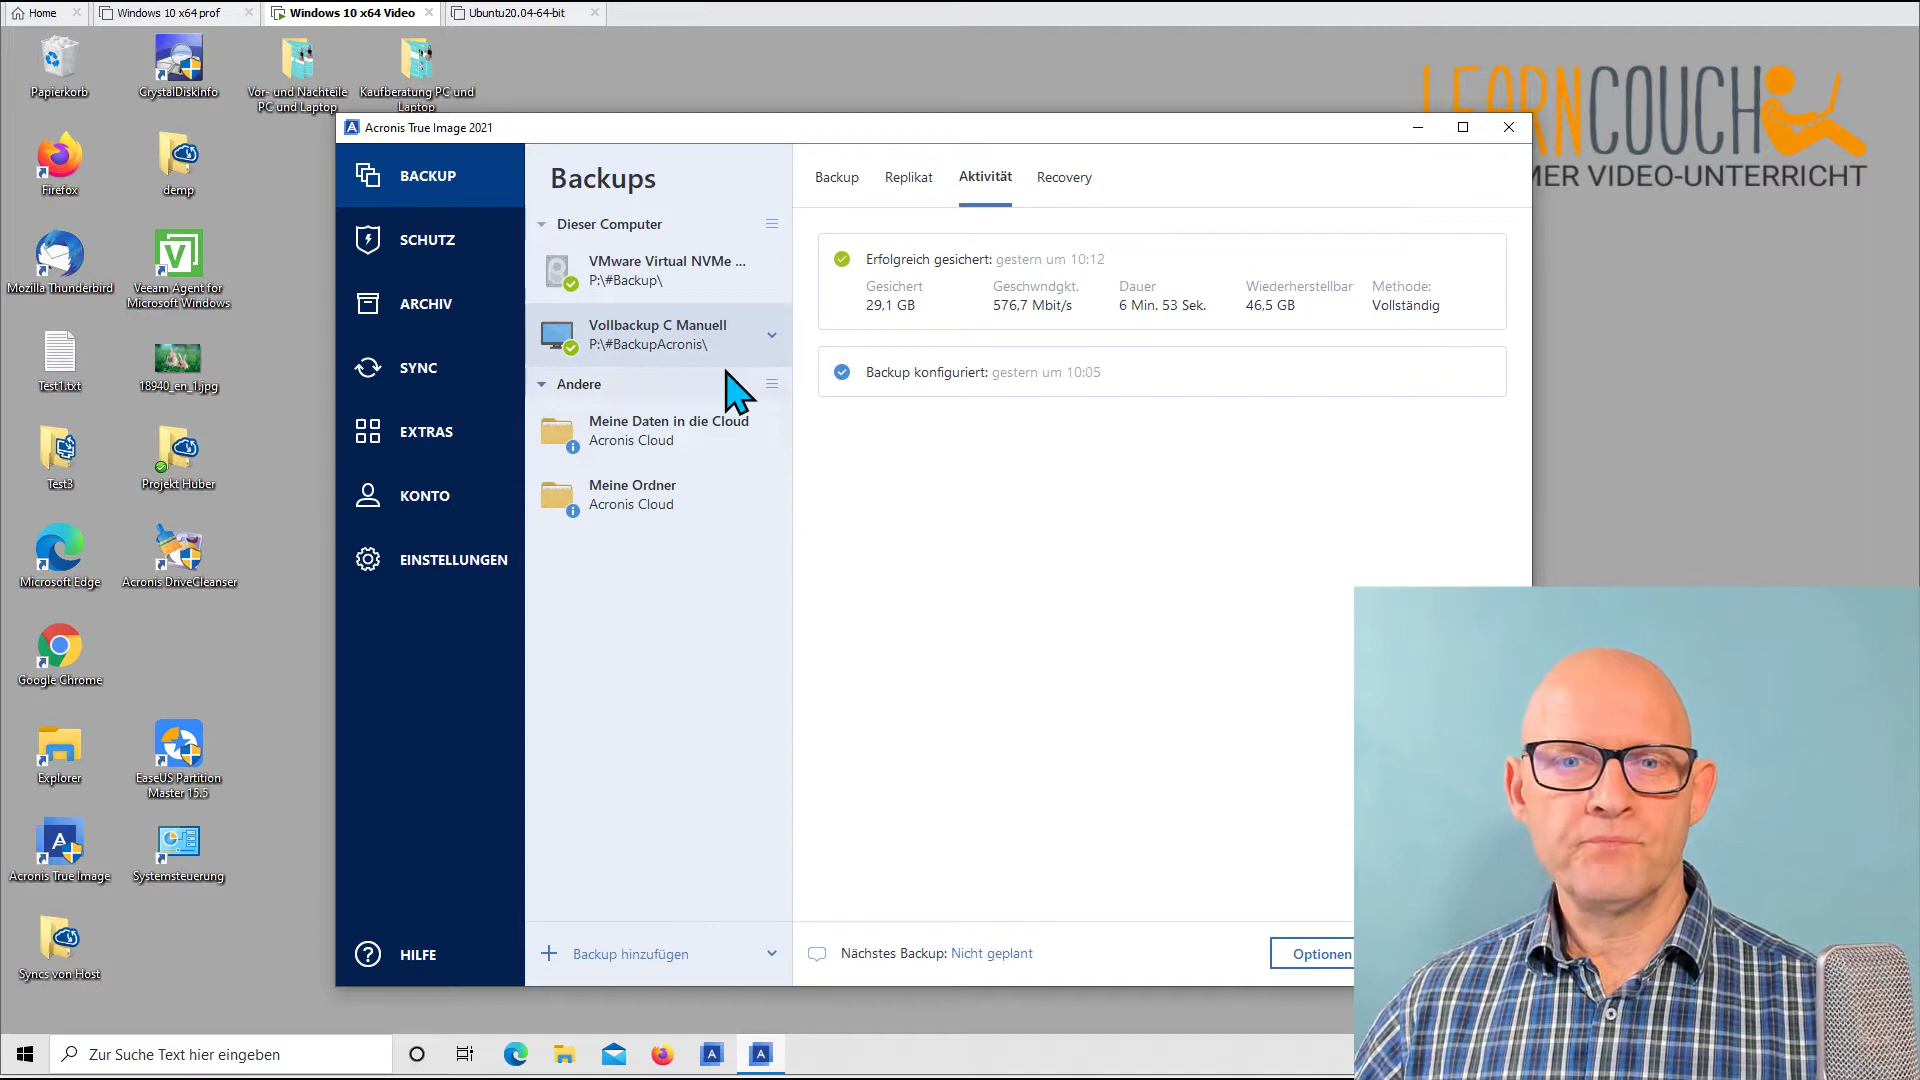 Home
Windows 10 x64 prof
Windows 10 x64 Video
Ubuntu20.04-64-bit
Papierkorb
CrystalDiskInfo
Vor- und Nachteile
PC und Laptop
Kaufberatung PC und
Laptop
LEARNCOUCH
MER VIDEO-UNTERRICHT
Firefox
demp
Mozilla Thunderbird
Veeam Agent for
Microsoft Windows
Test1.txt
18940_en_1.jpg
Test3
Projekt Huber
Microsoft Edge
Acronis DriveCleanser
Google Chrome
Explorer
EaseUS Partition
Master 15.5
Acronis True Image
Systemsteuerung
Syncs von Host
Acronis True Image 2021
BACKUP
SCHUTZ
ARCHIV
SYNC
EXTRAS
KONTO
EINSTELLUNGEN
HILFE
Backups
Dieser Computer
VMware Virtual NVMe ...
P:\#Backup\
Vollbackup C Manuell
P:\#BackupAcronis\
Andere
Meine Daten in die Cloud
Acronis Cloud
Meine Ordner
Acronis Cloud
Backup hinzufügen
Backup Replikat Aktivität Recovery
Erfolgreich gesichert: gestern um 10:12
Gesichert Geschwndgkt. Dauer Wiederherstellbar Methode:
29,1 GB 576,7 Mbit/s 6 Min. 53 Sek. 46,5 GB Vollständig
Backup konfiguriert: gestern um 10:05
Nächstes Backup: Nicht geplant
Optionen
Zur Suche Text hier eingeben